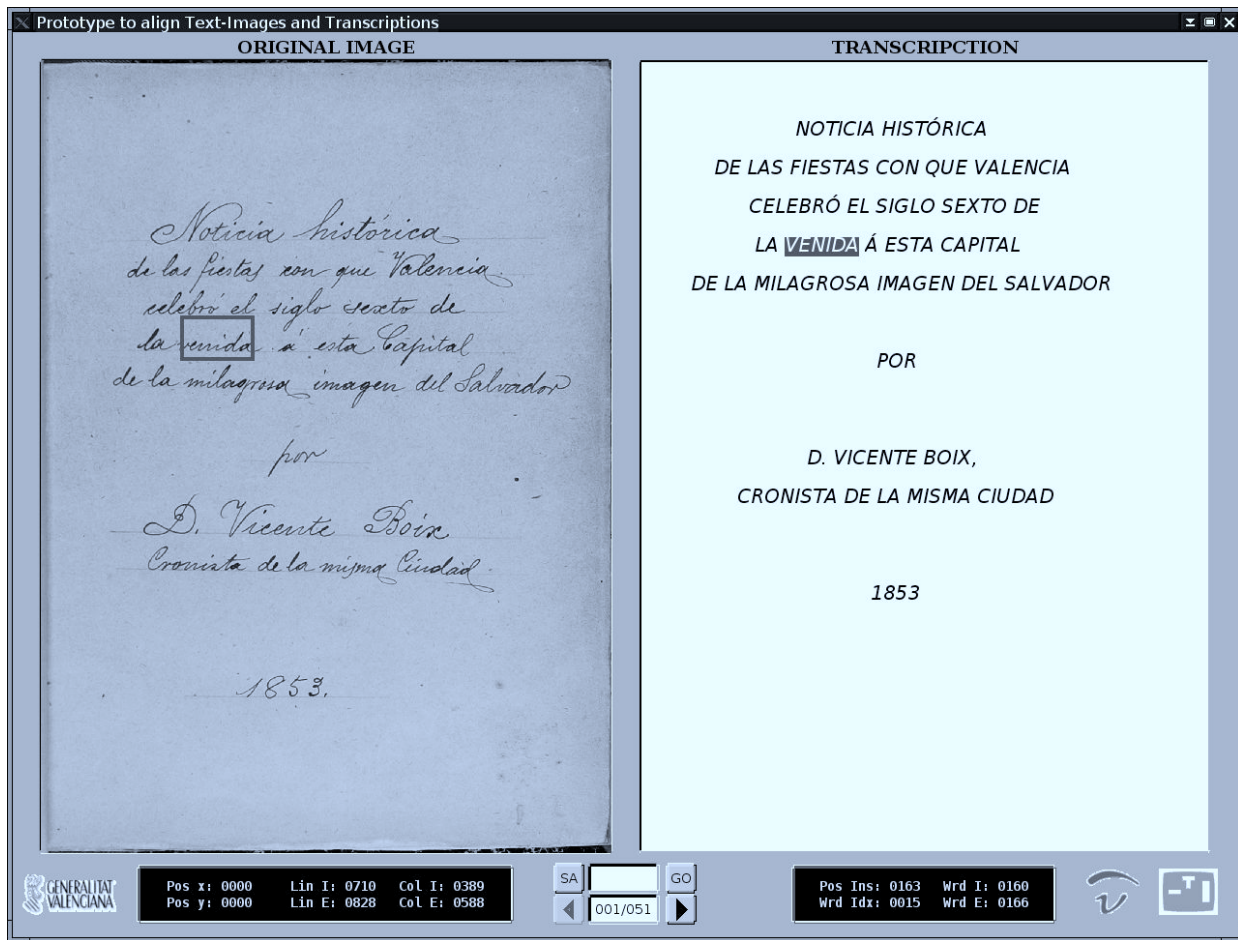 Prototype to align Text-Images and Transcriptions
ORIGINAL IMAGE
Noticia histórica
de las fiestas con que Valencia
celebró el siglo sexto de
la venida á esta Capital
de la milagrosa imagen del Salvador
por
D. Vicente Boix
Cronista de la misma Ciudad.
1853.
TRANSCRIPCTION
NOTICIA HISTÓRICA
DE LAS FIESTAS CON QUE VALENCIA
CELEBRÓ EL SIGLO SEXTO DE
LA VENIDA Á ESTA CAPITAL
DE LA MILAGROSA IMAGEN DEL SALVADOR
POR
D. VICENTE BOIX,
CRONISTA DE LA MISMA CIUDAD
1853
GENERALITAT
VALENCIANA
Pos x: 0000 Lin I: 0710 Col I: 0389
Pos y: 0000 Lin E: 0828 Col E: 0588
SA GO
001/051
Pos Ins: 0163 Wrd I: 0160
Wrd Idx: 0015 Wrd E: 0166